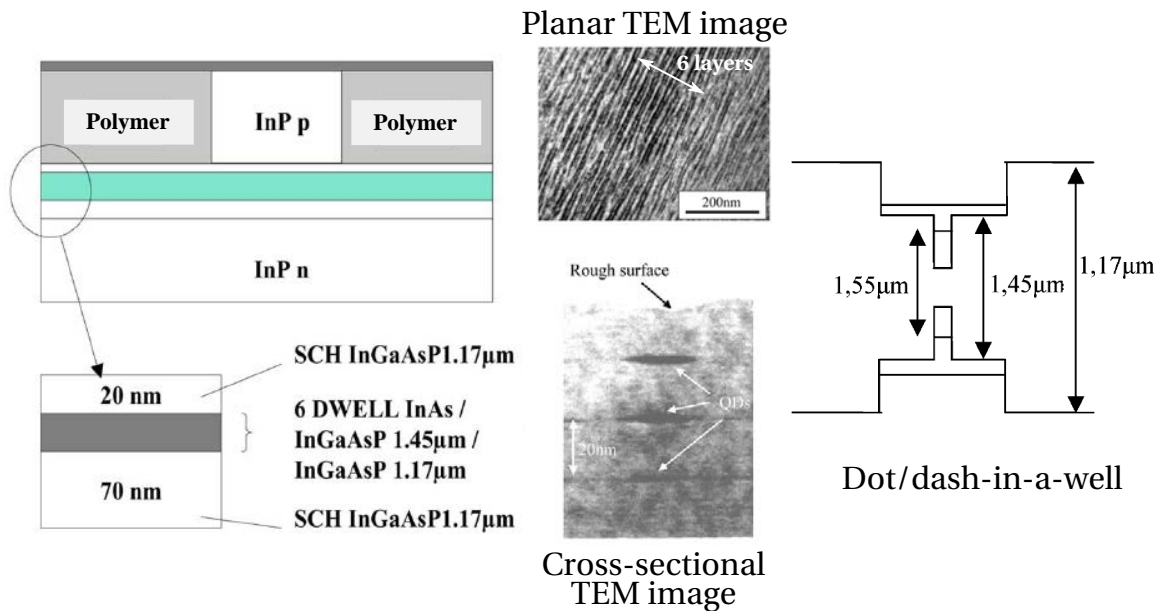 Planar TEM image
6 layers
200nm
Polymer
InP p
Polymer
InP n
SCH InGaAsP1.17µm
20 nm
6 DWELL InAs /
InGaAsP 1.45µm /
InGaAsP 1.17µm
70 nm
SCH InGaAsP1.17µm
Rough surface
QDs
20nm
Cross-sectional
TEM image
1,55µm
1,45µm
1,17µm
Dot/dash-in-a-well